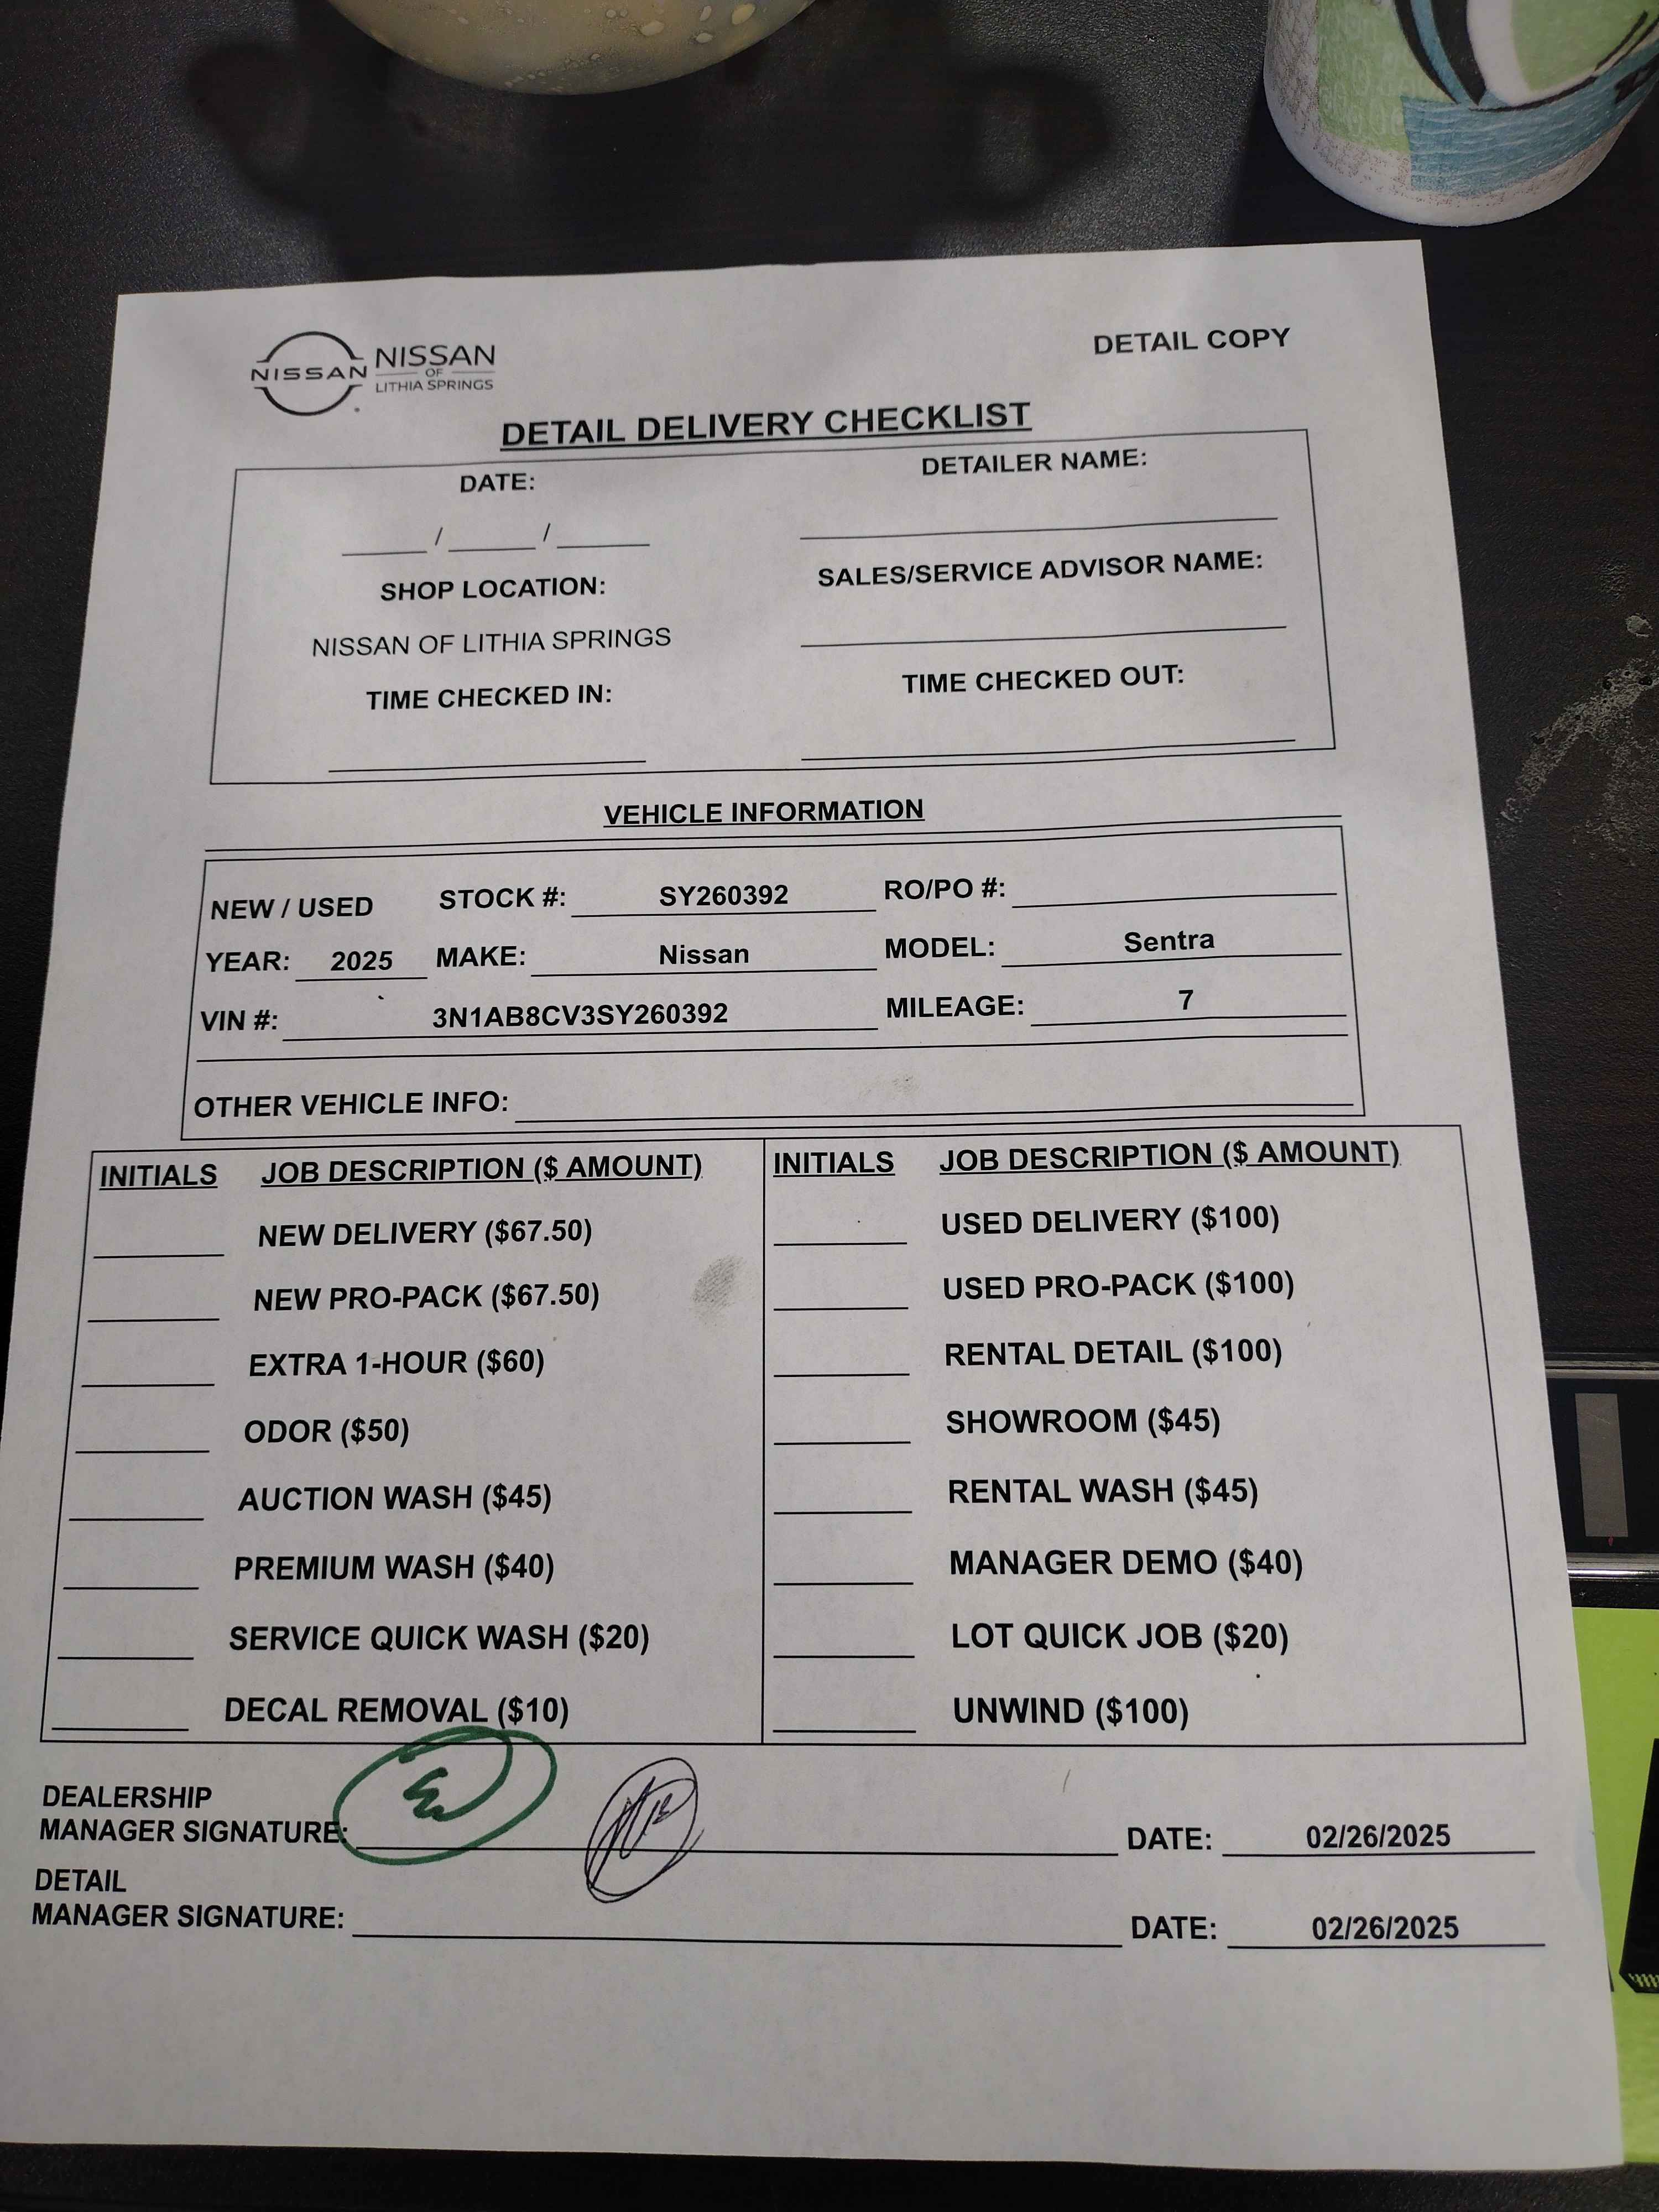 NISSAN NISSAN
OF
LITHIA SPRINGS
DETAIL COPY
DETAIL DELIVERY CHECKLIST
DATE:
DETAILER NAME:
____ / ____ / ____
SHOP LOCATION:
SALES/SERVICE ADVISOR NAME:
NISSAN OF LITHIA SPRINGS
TIME CHECKED IN:
TIME CHECKED OUT:
VEHICLE INFORMATION
NEW / USED STOCK #: SY260392 RO/PO #:
YEAR: 2025 MAKE: Nissan MODEL: Sentra
VIN #: 3N1AB8CV3SY260392 MILEAGE: 7
OTHER VEHICLE INFO:
INITIALS JOB DESCRIPTION ($ AMOUNT) INITIALS JOB DESCRIPTION ($ AMOUNT)
NEW DELIVERY ($67.50) USED DELIVERY ($100)
NEW PRO-PACK ($67.50) USED PRO-PACK ($100)
EXTRA 1-HOUR ($60) RENTAL DETAIL ($100)
ODOR ($50) SHOWROOM ($45)
AUCTION WASH ($45) RENTAL WASH ($45)
PREMIUM WASH ($40) MANAGER DEMO ($40)
SERVICE QUICK WASH ($20) LOT QUICK JOB ($20)
DECAL REMOVAL ($10) UNWIND ($100)
DEALERSHIP
MANAGER SIGNATURE: DATE: 02/26/2025
DETAIL
MANAGER SIGNATURE: DATE: 02/26/2025